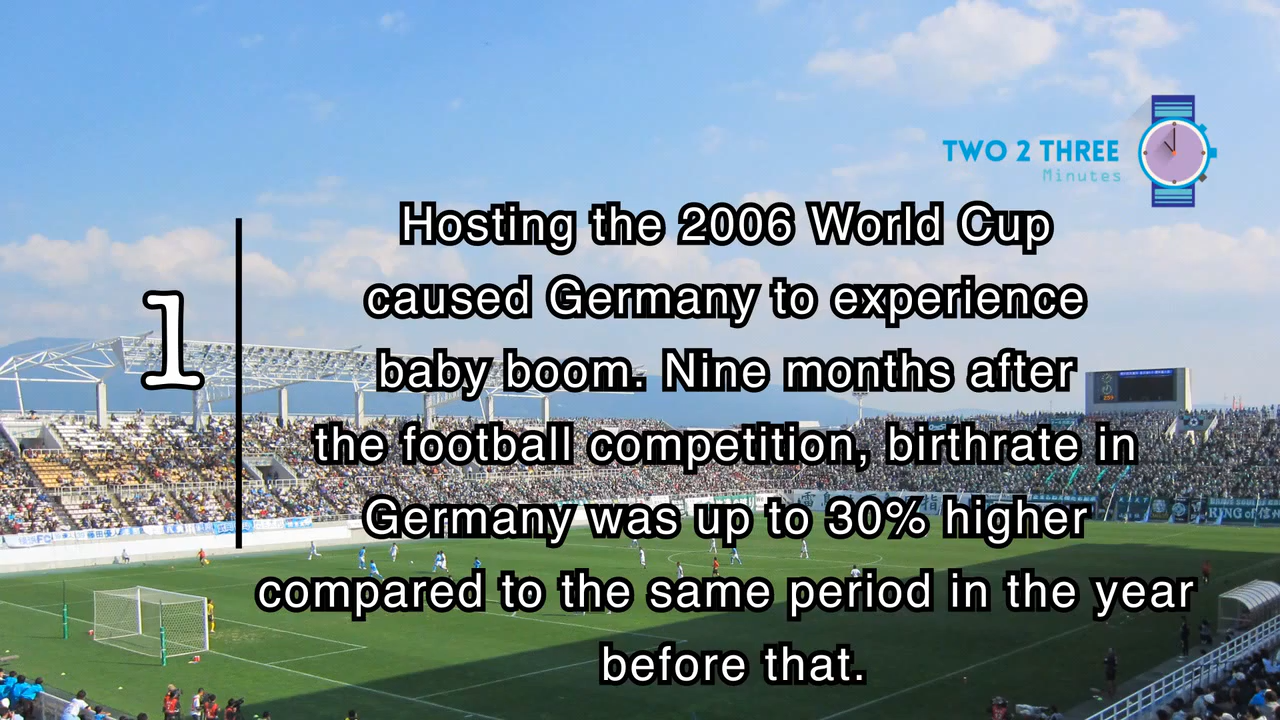 TWO 2 THREE
Minutes
1
Hosting the 2006 World Cup
caused Germany to experience
baby boom. Nine months after
the football competition, birthrate in
Germany was up to 30% higher
compared to the same period in the year
before that.
KING of